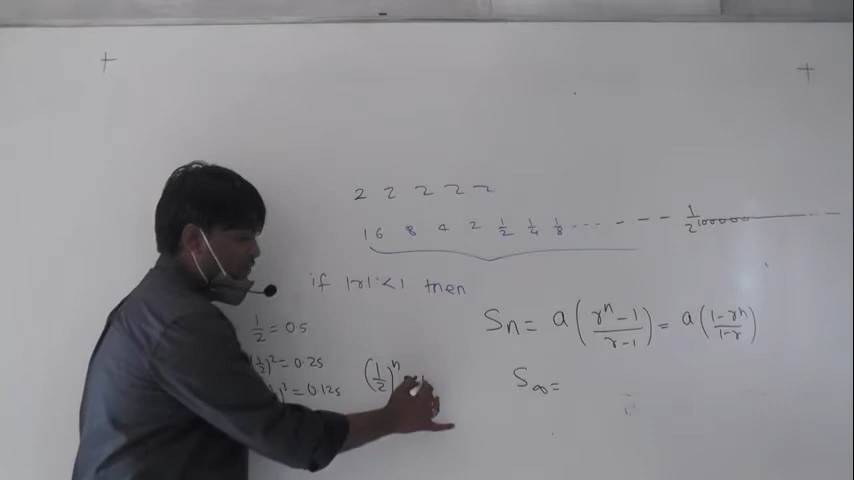 2 2 2 2 2
16 8 4 2 1/2 1/4 1/8 ... - - - 1/2^100000
if |r| < 1 then
Sn = a((r^n - 1)/(r - 1)) = a((1 - r^n)/(1 - r))
1/2 = 0.5
(1/2)^2 = 0.25
)^3 = 0.125
(1/2)^n
S∞ =